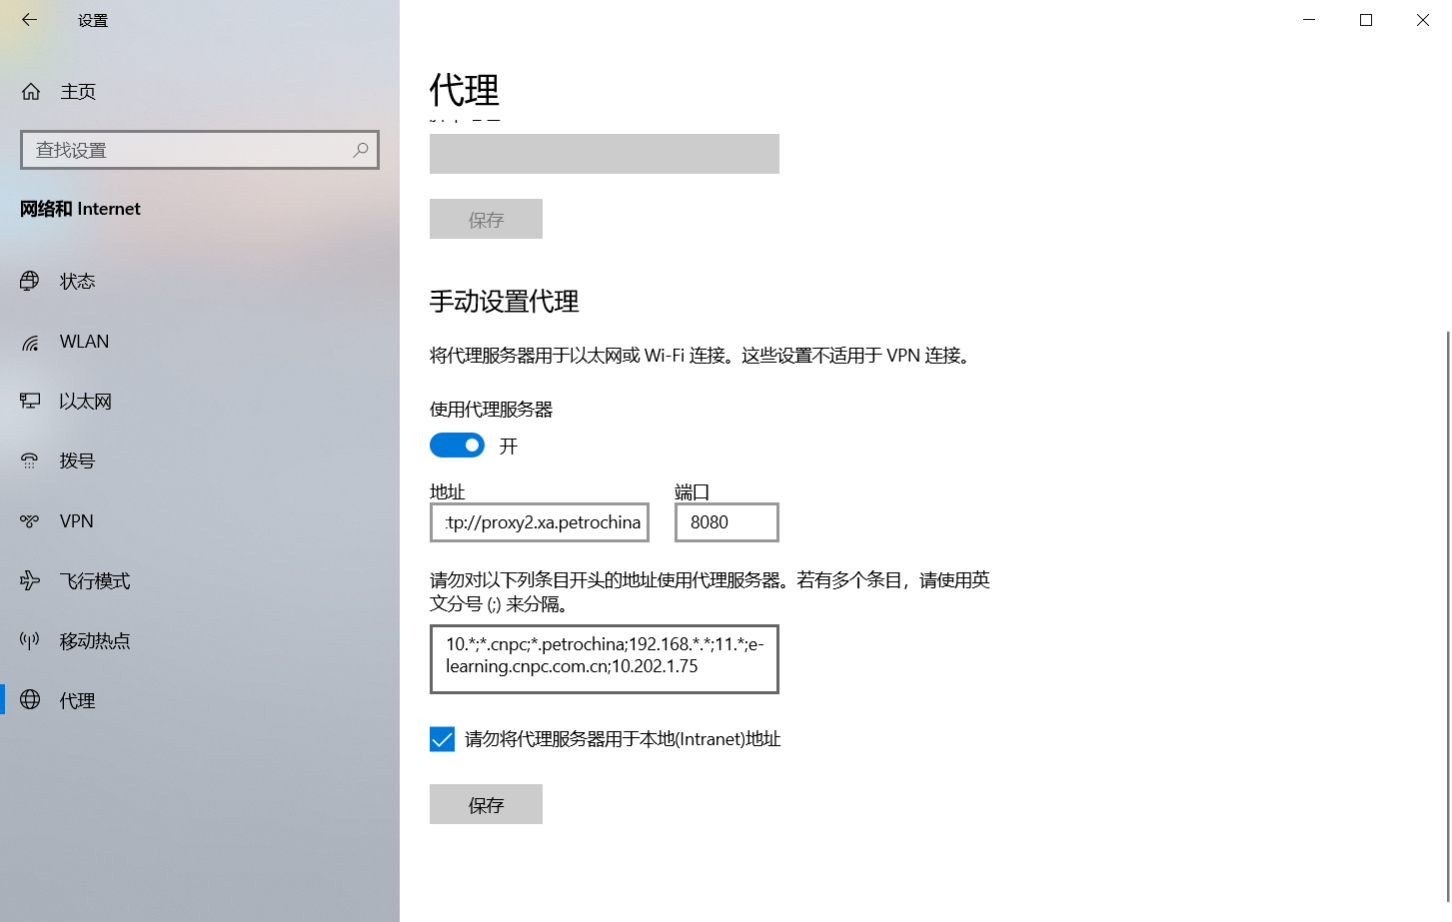 设置
主页
查找设置
网络和 Internet
状态
WLAN
以太网
拨号
VPN
飞行模式
移动热点
代理
代理
保存
手动设置代理
将代理服务器用于以太网或 Wi-Fi 连接。这些设置不适用于 VPN 连接。
使用代理服务器
开
地址 端口
:tp://proxy2.xa.petrochina 8080
请勿对以下列条目开头的地址使用代理服务器。若有多个条目，请使用英
文分号 (;) 来分隔。
10.*;*.cnpc;*.petrochina;192.168.*.*;11.*;e-
learning.cnpc.com.cn;10.202.1.75
请勿将代理服务器用于本地(Intranet)地址
保存